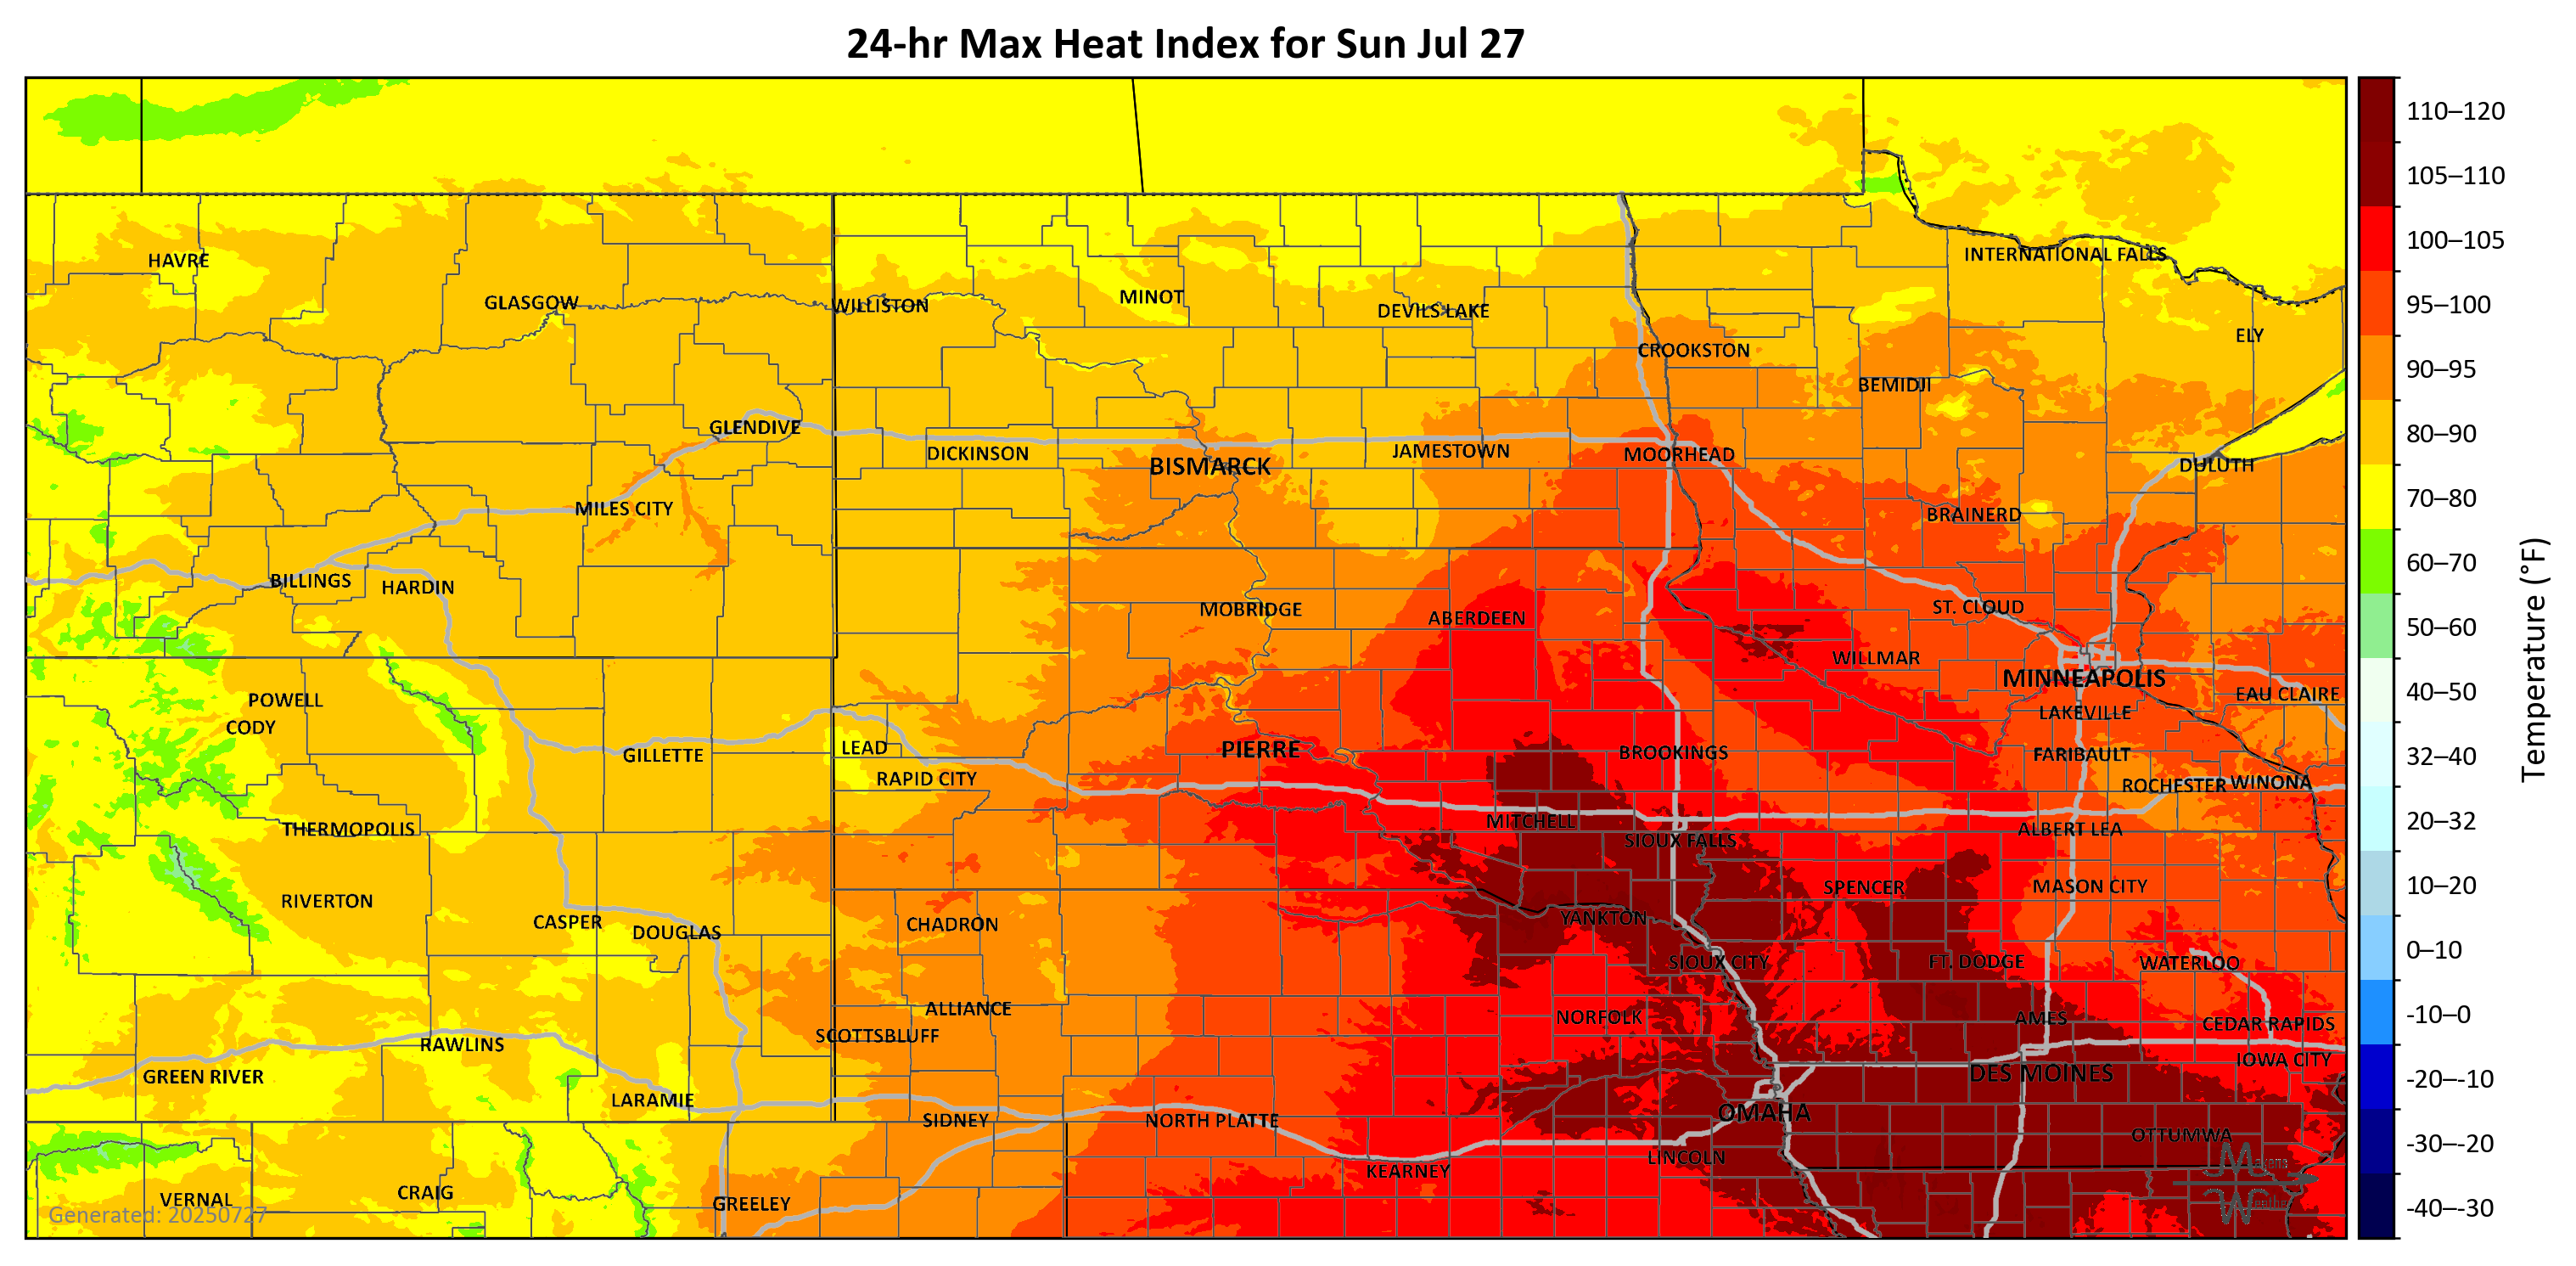 24-hr Max Heat Index for Sun Jul 27
110–120
105–110
100–105
95–100
90–95
80–90
70–80
60–70
50–60
40–50
32–40
20–32
10–20
0–10
-10–0
-20–-10
-30–-20
-40–-30
Temperature (°F)
HAVRE
INTERNATIONAL FALLS
GLASGOW
WILLISTON
MINOT
DEVILS LAKE
ELY
CROOKSTON
BEMIDJI
GLENDIVE
DICKINSON
BISMARCK
JAMESTOWN
MOORHEAD
DULUTH
MILES CITY
BRAINERD
BILLINGS
HARDIN
MOBRIDGE
ABERDEEN
ST. CLOUD
WILLMAR
MINNEAPOLIS
EAU CLAIRE
POWELL
CODY
LAKEVILLE
GILLETTE
LEAD
RAPID CITY
PIERRE
BROOKINGS
FARIBAULT
ROCHESTER
WINONA
THERMOPOLIS
MITCHELL
SIOUX FALLS
ALBERT LEA
RIVERTON
CASPER
DOUGLAS
CHADRON
YANKTON
SPENCER
MASON CITY
SIOUX CITY
FT. DODGE
WATERLOO
ALLIANCE
SCOTTSBLUFF
NORFOLK
AMES
CEDAR RAPIDS
RAWLINS
GREEN RIVER
LARAMIE
DES MOINES
IOWA CITY
SIDNEY
NORTH PLATTE
OMAHA
OTTUMWA
KEARNEY
LINCOLN
VERNAL
CRAIG
GREELEY
Generated: 20250727